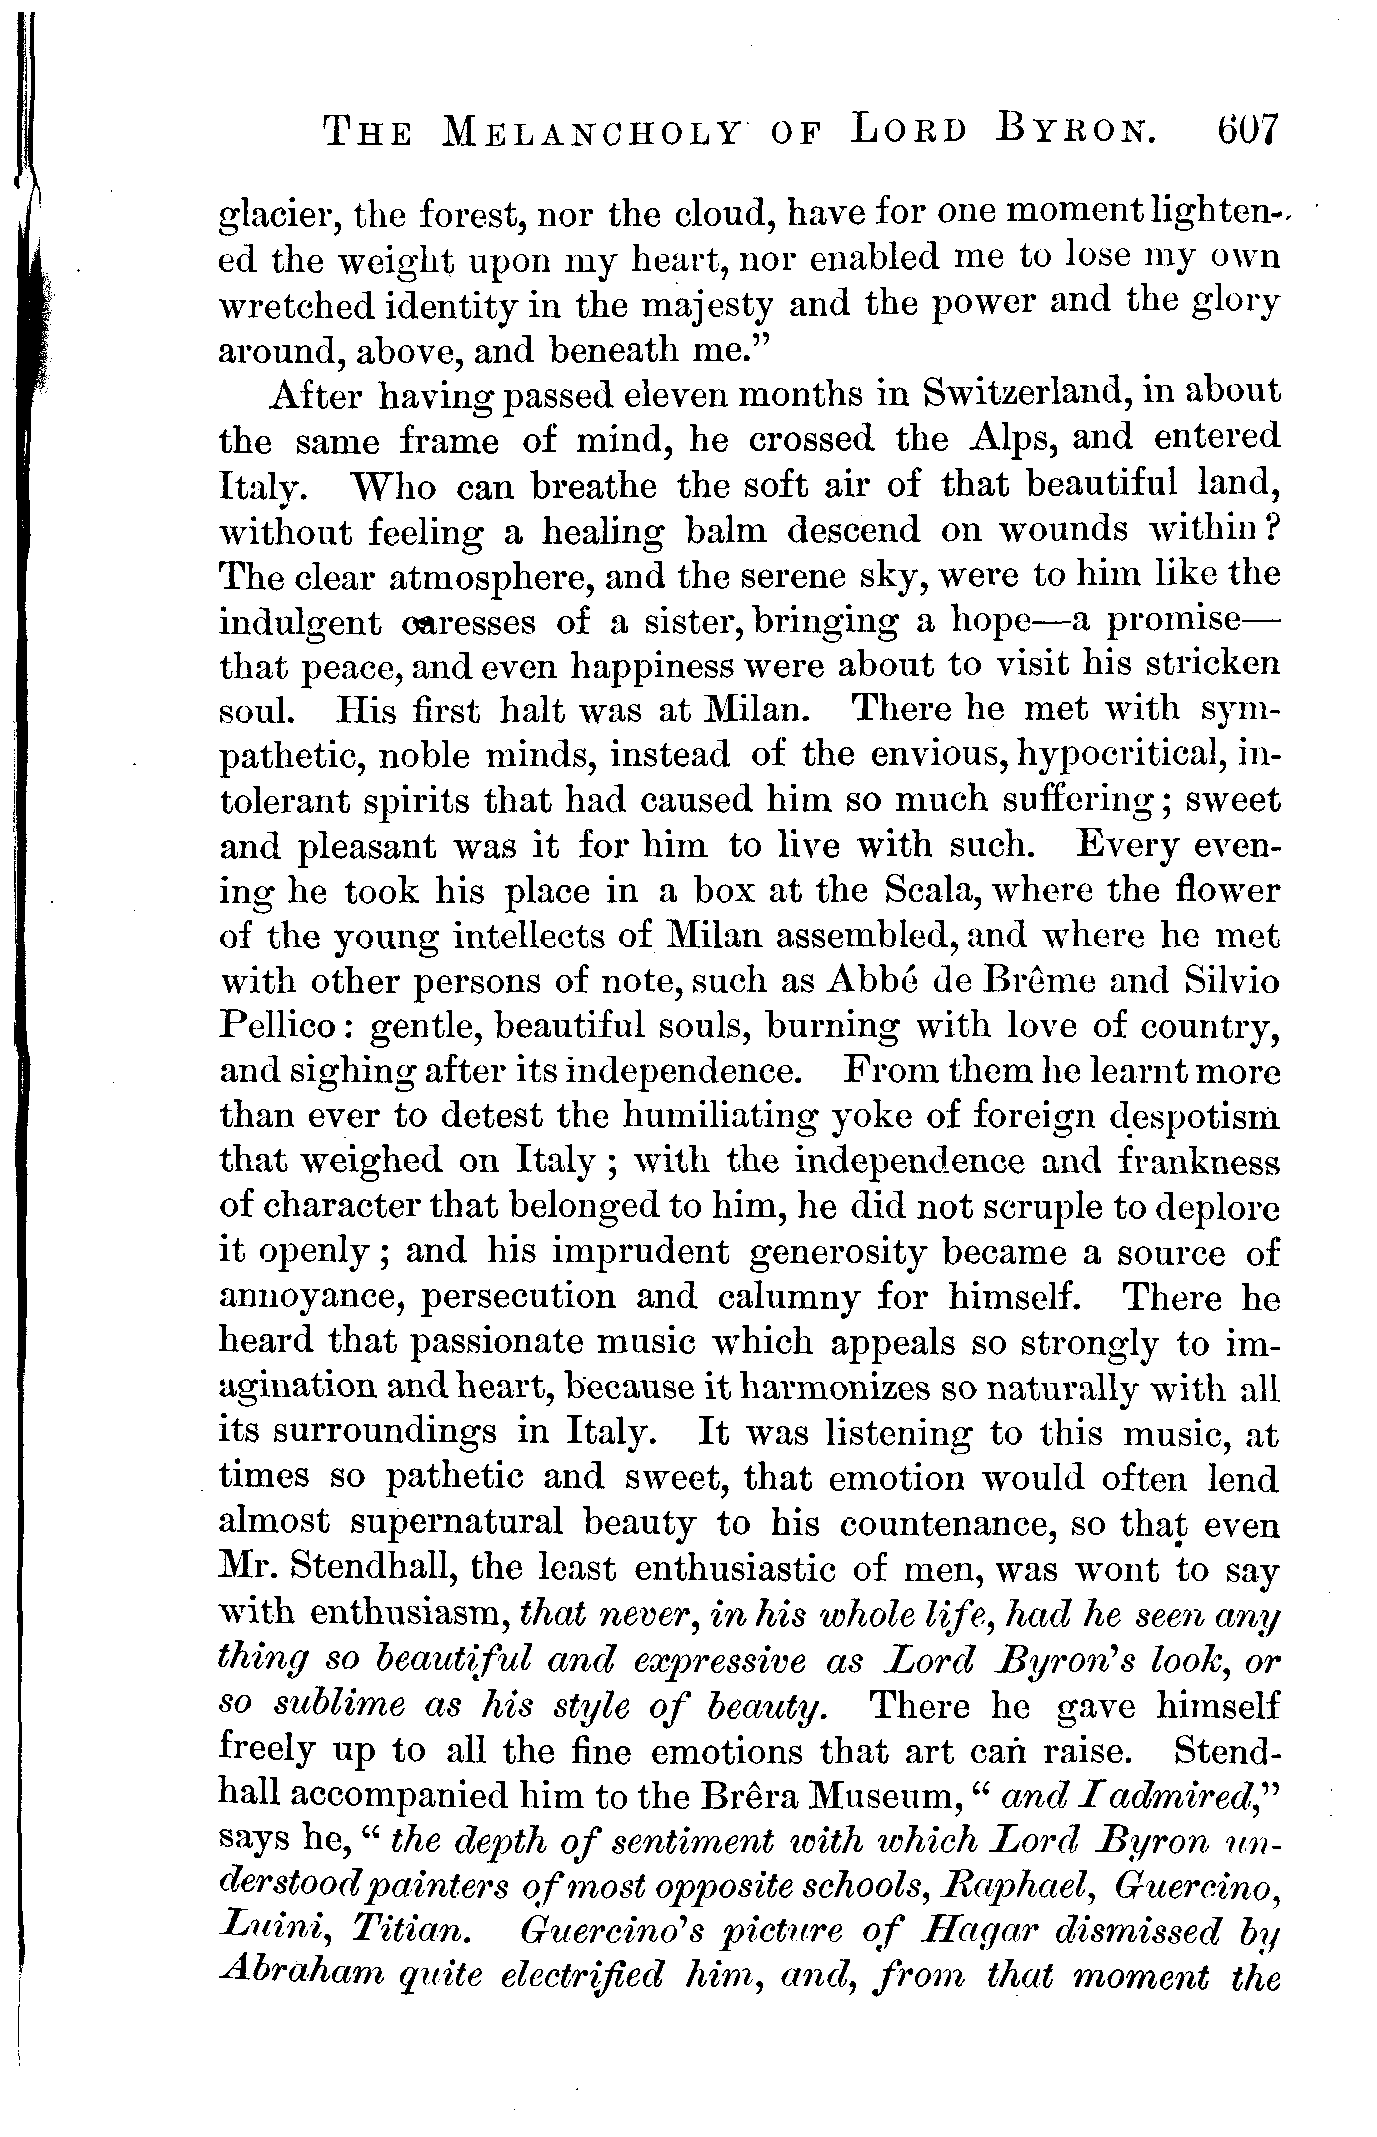 THE MELANCHOLY OF LORD BYRON. 607
glacier, the forest, nor the cloud, have for one moment lighten-
ed the weight upon my heart, nor enabled me to lose my own
wretched identity in the majesty and the power and the glory
around, above, and beneath me.”
After having passed eleven months in Switzerland, in about
the same frame of mind, he crossed the Alps, and entered
Italy. Who can breathe the soft air of that beautiful land,
without feeling a healing balm descend on wounds within?
The clear atmosphere, and the serene sky, were to him like the
indulgent caresses of a sister, bringing a hope—a promise—
that peace, and even happiness were about to visit his stricken
soul. His first halt was at Milan. There he met with sym-
pathetic, noble minds, instead of the envious, hypocritical, in-
tolerant spirits that had caused him so much suffering; sweet
and pleasant was it for him to live with such. Every even-
ing he took his place in a box at the Scala, where the flower
of the young intellects of Milan assembled, and where he met
with other persons of note, such as Abbé de Brême and Silvio
Pellico: gentle, beautiful souls, burning with love of country,
and sighing after its independence. From them he learnt more
than ever to detest the humiliating yoke of foreign despotism
that weighed on Italy; with the independence and frankness
of character that belonged to him, he did not scruple to deplore
it openly; and his imprudent generosity became a source of
annoyance, persecution and calumny for himself. There he
heard that passionate music which appeals so strongly to im-
agination and heart, because it harmonizes so naturally with all
its surroundings in Italy. It was listening to this music, at
times so pathetic and sweet, that emotion would often lend
almost supernatural beauty to his countenance, so that even
Mr. Stendhall, the least enthusiastic of men, was wont to say
with enthusiasm, that never, in his whole life, had he seen any
thing so beautiful and expressive as Lord Byron's look, or
so sublime as his style of beauty. There he gave himself
freely up to all the fine emotions that art can raise. Stend-
hall accompanied him to the Brêra Museum, “and I admired,”
says he, “the depth of sentiment with which Lord Byron un-
derstood painters of most opposite schools, Raphael, Guercino,
Luini, Titian. Guercino's picture of Hagar dismissed by
Abraham quite electrified him, and, from that moment the